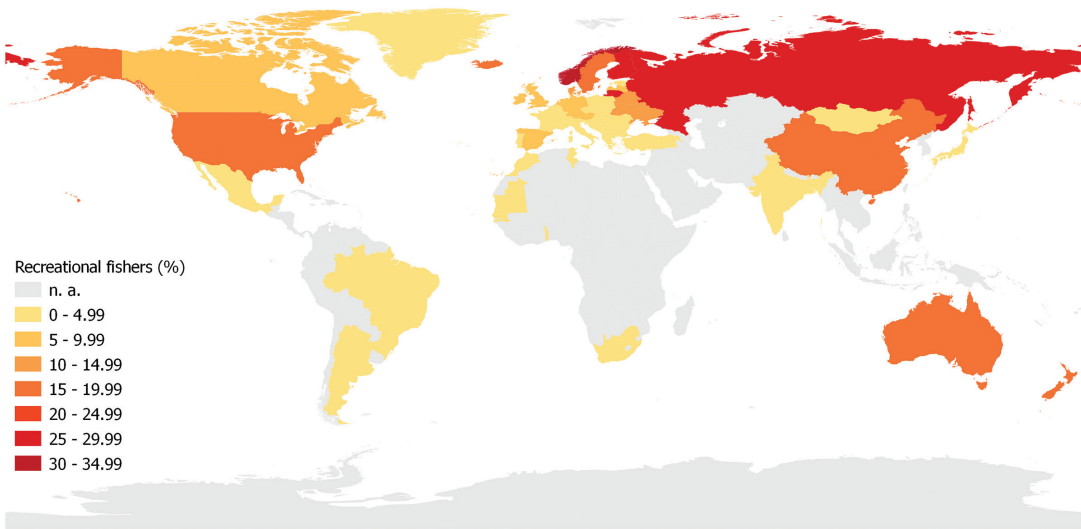 Recreational fishers (%)
n. a.
0 - 4.99
5 - 9.99
10 - 14.99
15 - 19.99
20 - 24.99
25 - 29.99
30 - 34.99